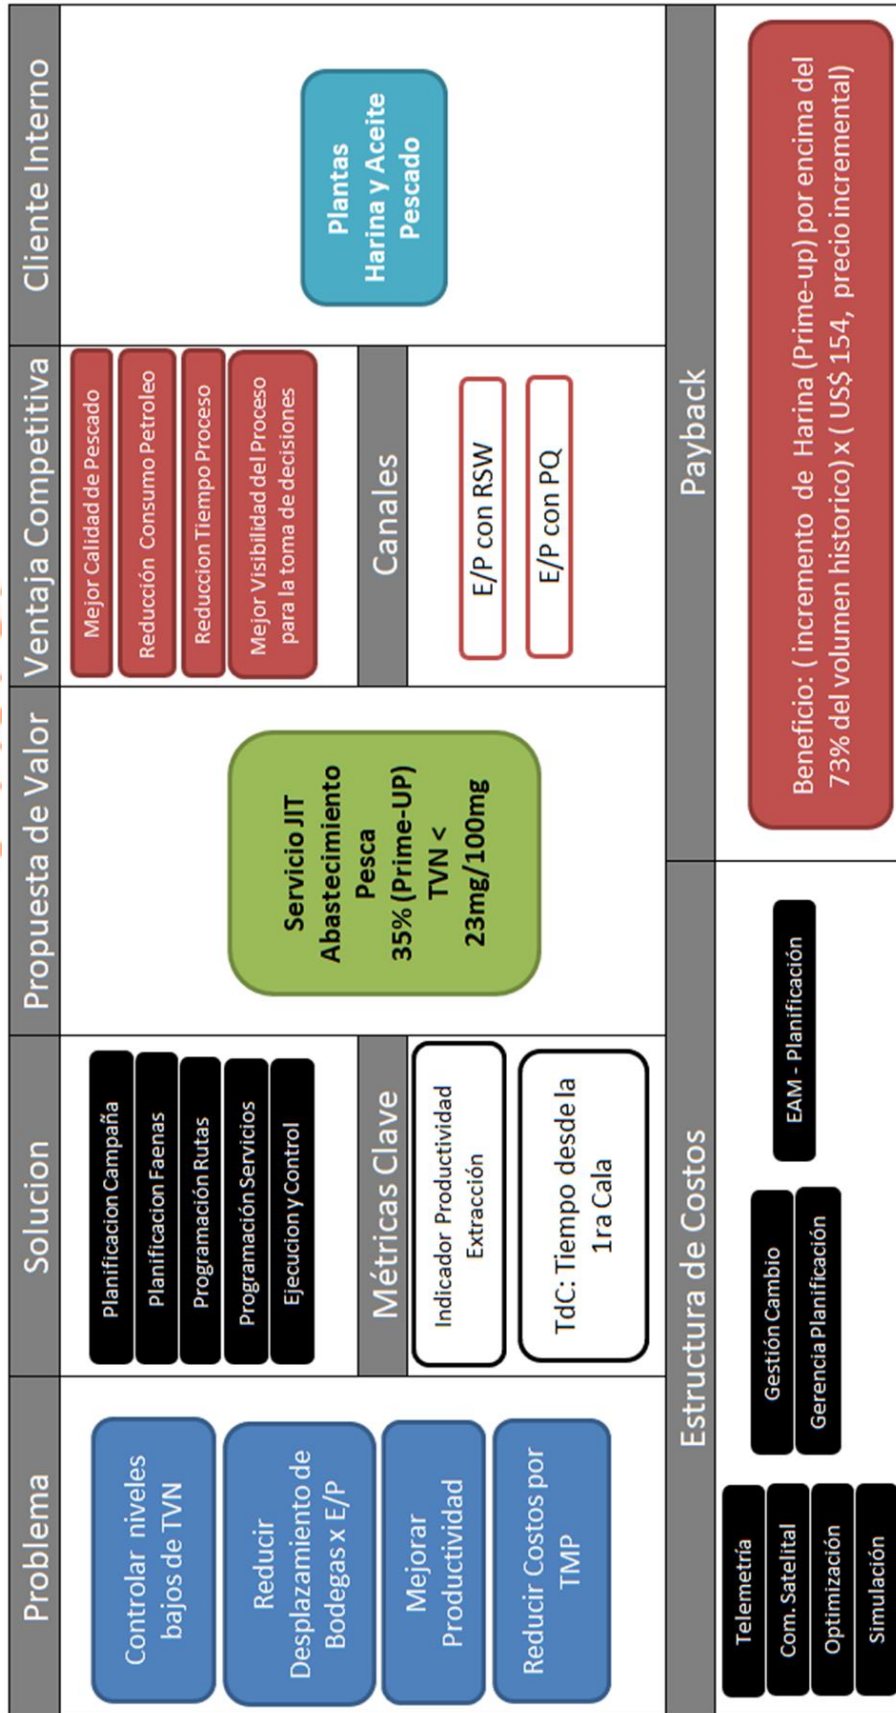 Problema
Controlar niveles
bajos de TVN
Reducir
Desplazamiento de
Bodegas x E/P
Mejorar
Productividad
Reducir Costos por
TMP
Solucion
Planificacion Campaña
Planificacion Faenas
Programación Rutas
Programación Servicios
Ejecucion y Control
Métricas Clave
Indicador Productividad
Extracción
TdC: Tiempo desde la
1ra Cala
Propuesta de Valor
Servicio JIT
Abastecimiento
Pesca
35% (Prime-UP)
TVN <
23mg/100mg
Ventaja Competitiva
Mejor Calidad de Pescado
Reducción Consumo Petroleo
Reduccion Tiempo Proceso
Mejor Visibilidad del Proceso
para la toma de decisiones
Canales
E/P con RSW
E/P con PQ
Cliente Interno
Plantas
Harina y Aceite
Pescado
Estructura de Costos
Telemetría
Com. Satelital
Optimización
Simulación
Gestión Cambio
Gerencia Planificación
EAM - Planificación
Payback
Beneficio: ( incremento de Harina (Prime-up) por encima del
73% del volumen historico) x ( US$ 154, precio incremental)